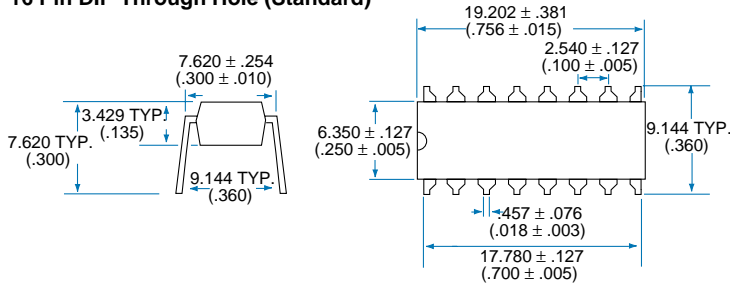 16 Pin DIP Through Hole (Standard)
7.620 ± .254
(.300 ± .010)
3.429 TYP.
(.135)
7.620 TYP.
(.300)
9.144 TYP.
(.360)
19.202 ± .381
(.756 ± .015)
2.540 ± .127
(.100 ± .005)
6.350 ± .127
(.250 ± .005)
9.144 TYP.
(.360)
.457 ± .076
(.018 ± .003)
17.780 ± .127
(.700 ± .005)